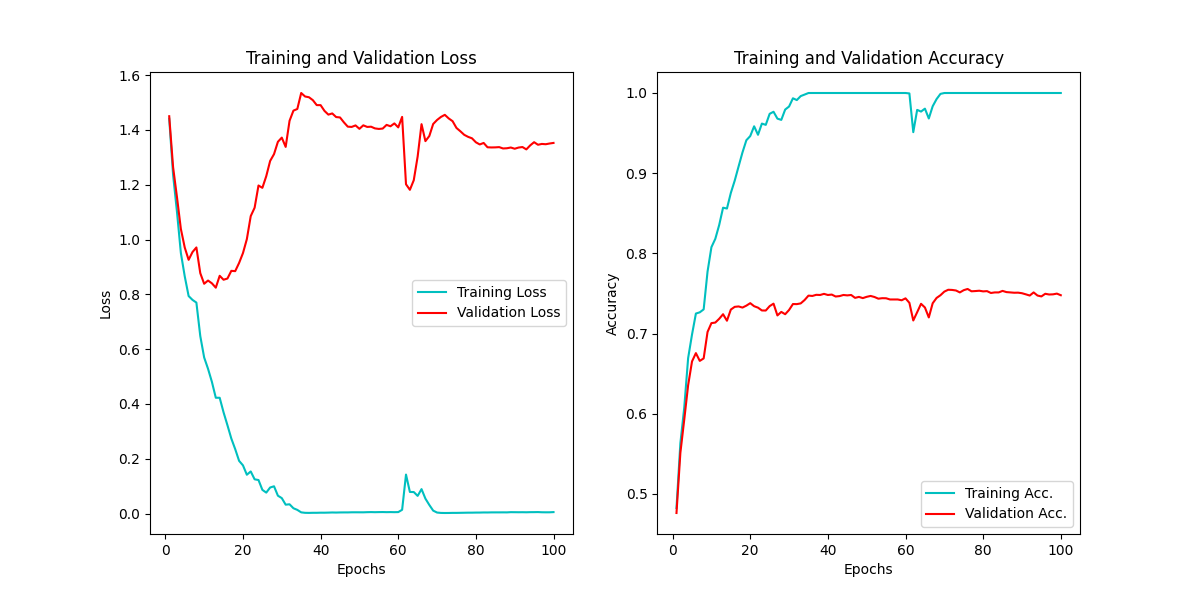 Training and Validation Loss
1.6
1.4
1.2
1.0
0.8
0.6
0.4
0.2
0.0
Loss
Training Loss
Validation Loss
0 20 40 60 80 100
Epochs
Training and Validation Accuracy
1.0
0.9
0.8
0.7
0.6
0.5
Accuracy
Training Acc.
Validation Acc.
0 20 40 60 80 100
Epochs